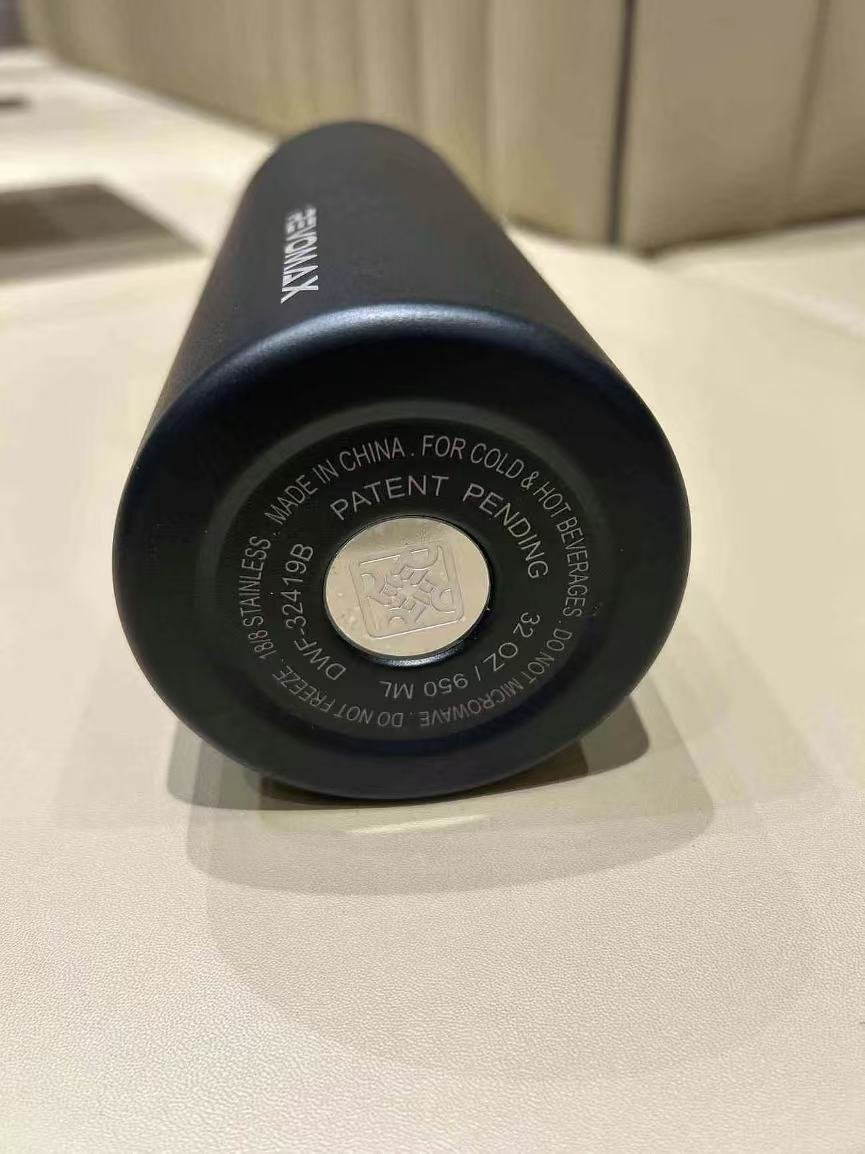 REVOMAX
18/8 STAINLESS . MADE IN CHINA . FOR COLD & HOT BEVERAGES . DO NOT MICROWAVE . DO NOT FREEZE .
DWF-32419B PATENT PENDING 32 OZ / 950 ML